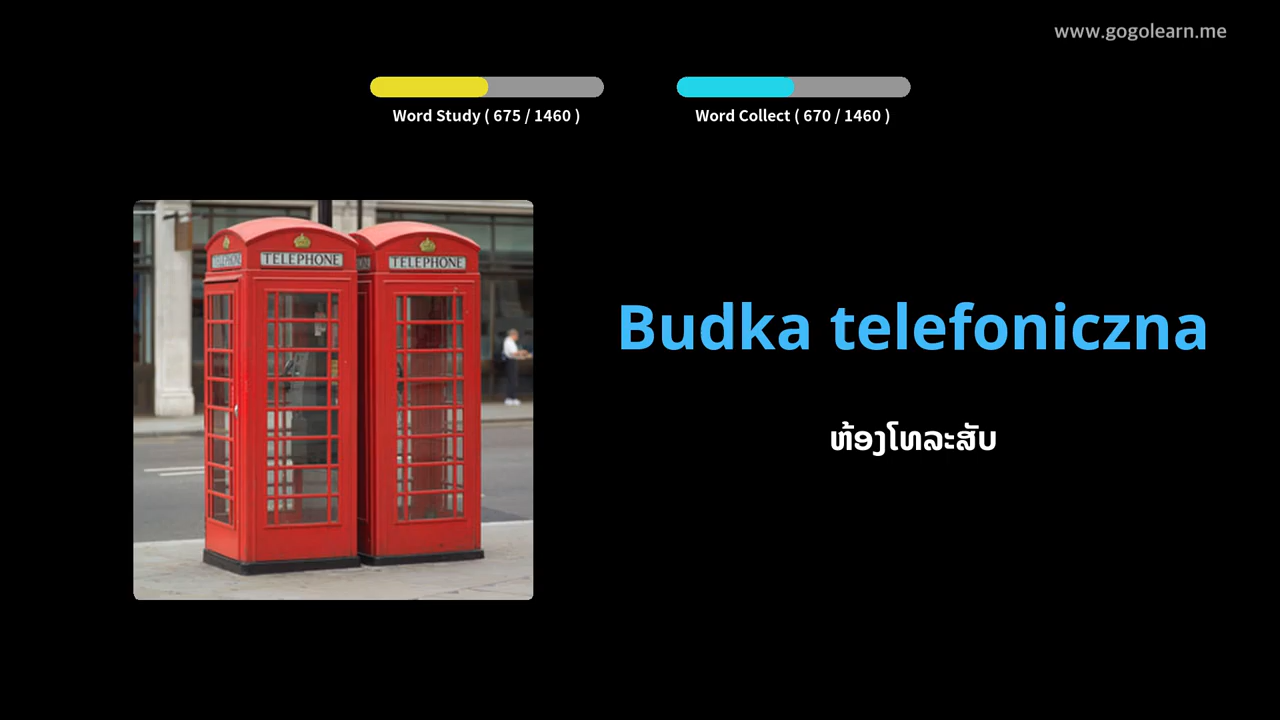 www.gogolearn.me
Word Study ( 675 / 1460 )
Word Collect ( 670 / 1460 )
TELEPHONE
TELEPHONE
Budka telefoniczna
ຫ້ອງໂທລະສັບ